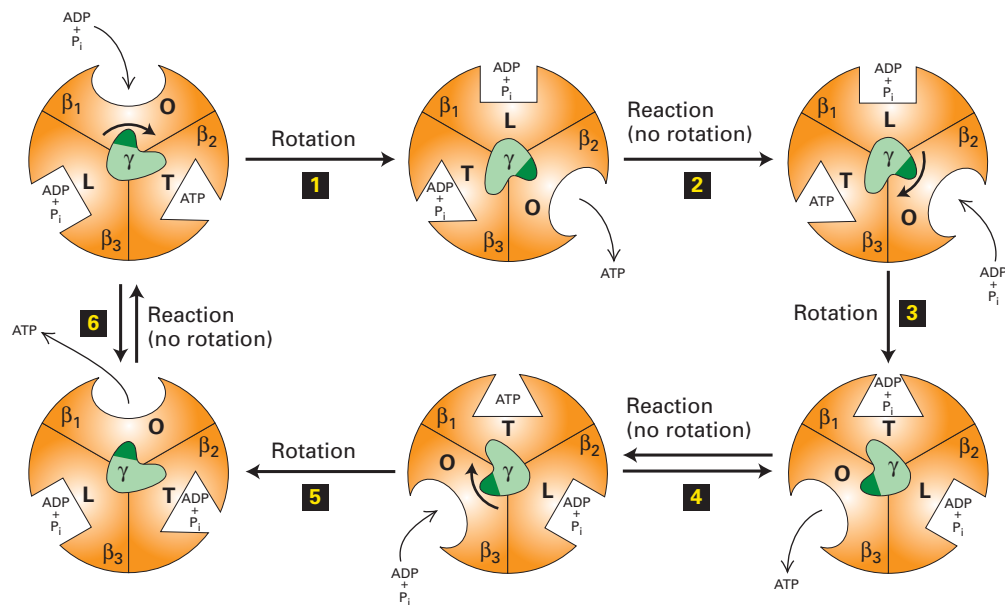 ADP
+
Pi
β1
O
β2
γ
L
T
ADP
+
Pi
ATP
β3
Rotation
1
ADP
+
Pi
β1
L
β2
γ
T
ADP
+
Pi
O
β3
ATP
Reaction
(no rotation)
2
ADP
+
Pi
β1
L
β2
γ
T
ATP
O
β3
ADP
+
Pi
Rotation
3
6
Reaction
(no rotation)
ATP
β1
O
β2
γ
L
T
ADP
+
Pi
ADP
+
Pi
β3
Rotation
5
ATP
β1
T
β2
O
γ
L
ADP
+
Pi
β3
ADP
+
Pi
Reaction
(no rotation)
4
ADP
+
Pi
β1
T
β2
γ
O
L
ADP
+
Pi
β3
ATP